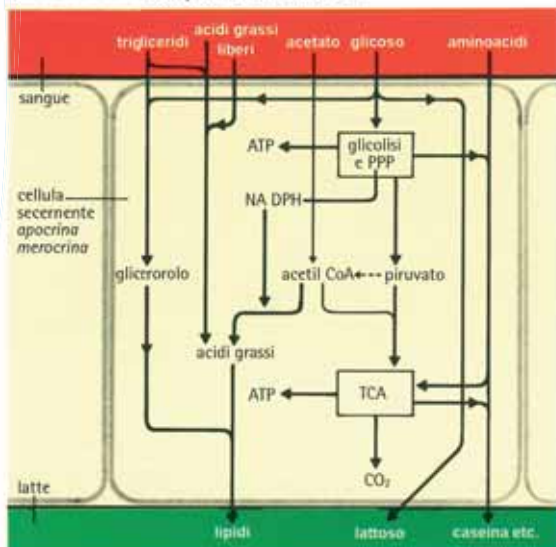 trigliceridi
acidi grassi
liberi
acetato
glicoso
aminoacidi
sangue
ATP
glicolisi
e PPP
cellula
secernente
apocrina
merocrina
NA DPH
glicerorolo
acetil CoA
piruvato
acidi grassi
ATP
TCA
CO₂
latte
lipidi
lattoso
caseina etc.